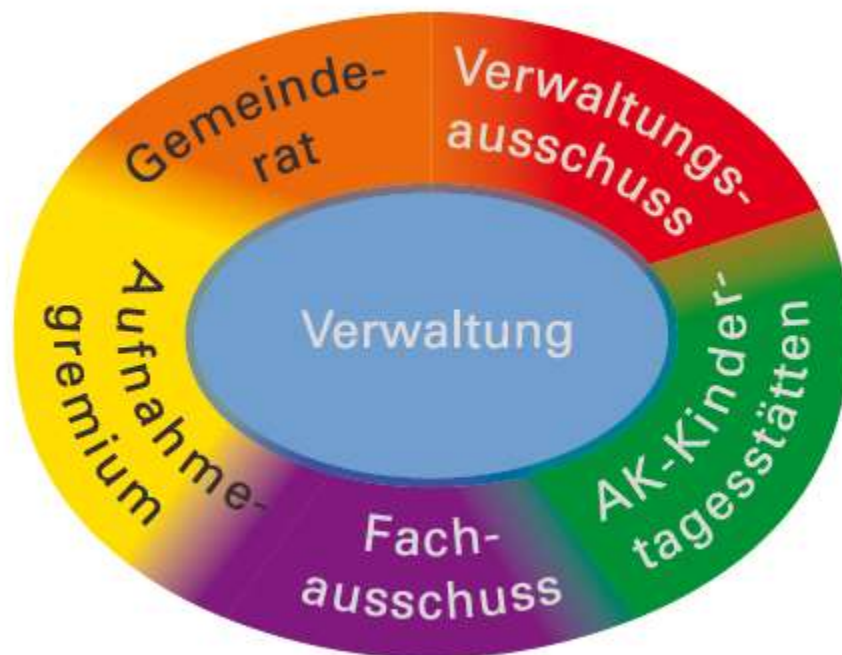 Gemeinde-
rat
Verwaltungs-
ausschuss
Aufnahme-
gremium
Verwaltung
AK-Kinder-
tagesstätten
Fach-
ausschuss